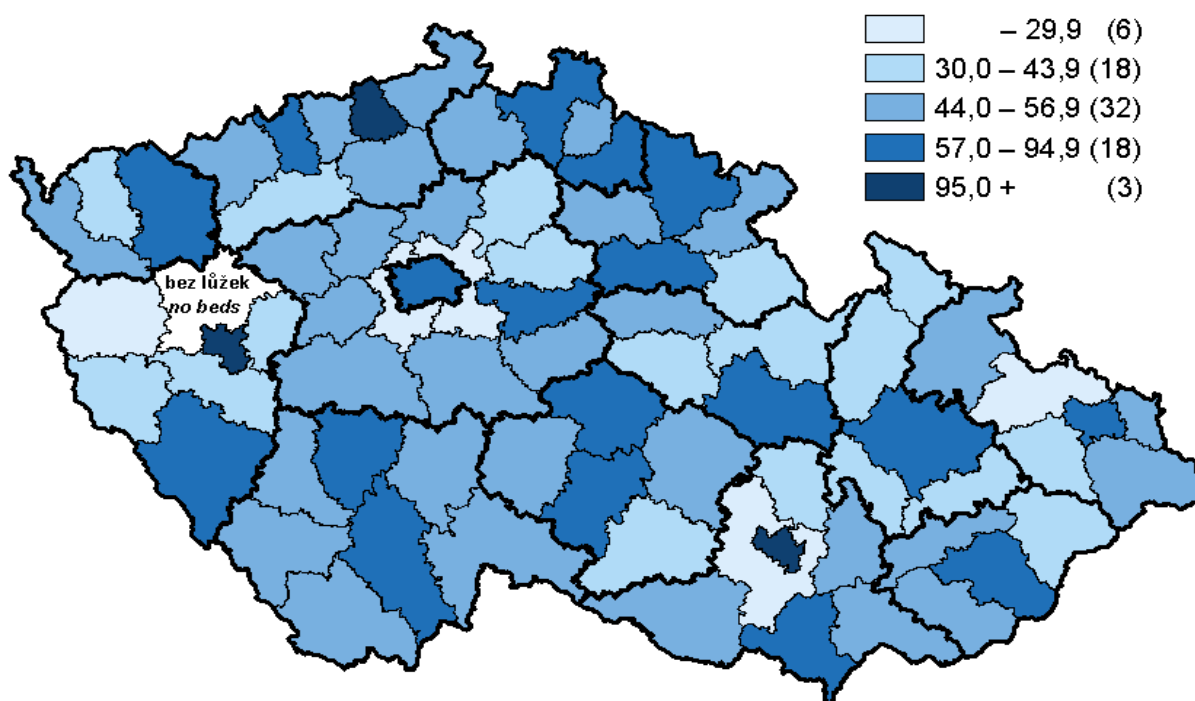 – 29,9 (6)
30,0 – 43,9 (18)
44,0 – 56,9 (32)
57,0 – 94,9 (18)
95,0 + (3)
bez lůžek
no beds